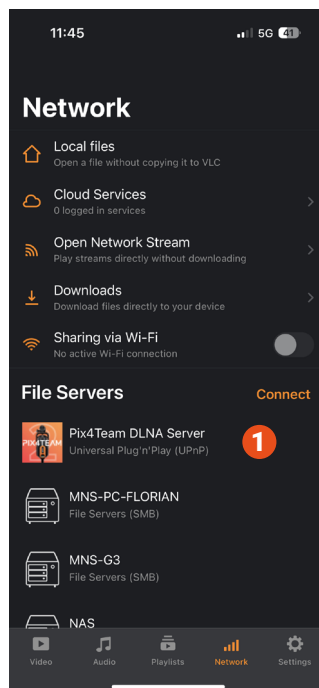 11:45
5G 41
Network
Local files
Open a file without copying it to VLC
Cloud Services
0 logged in services
Open Network Stream
Play streams directly without downloading
Downloads
Download files directly to your device
Sharing via Wi-Fi
No active Wi-Fi connection
File Servers
Connect
PIX4TEAM
Pix4Team DLNA Server
1
Universal Plug'n'Play (UPnP)
MNS-PC-FLORIAN
File Servers (SMB)
MNS-G3
File Servers (SMB)
NAS
Video
Audio
Playlists
Network
Settings